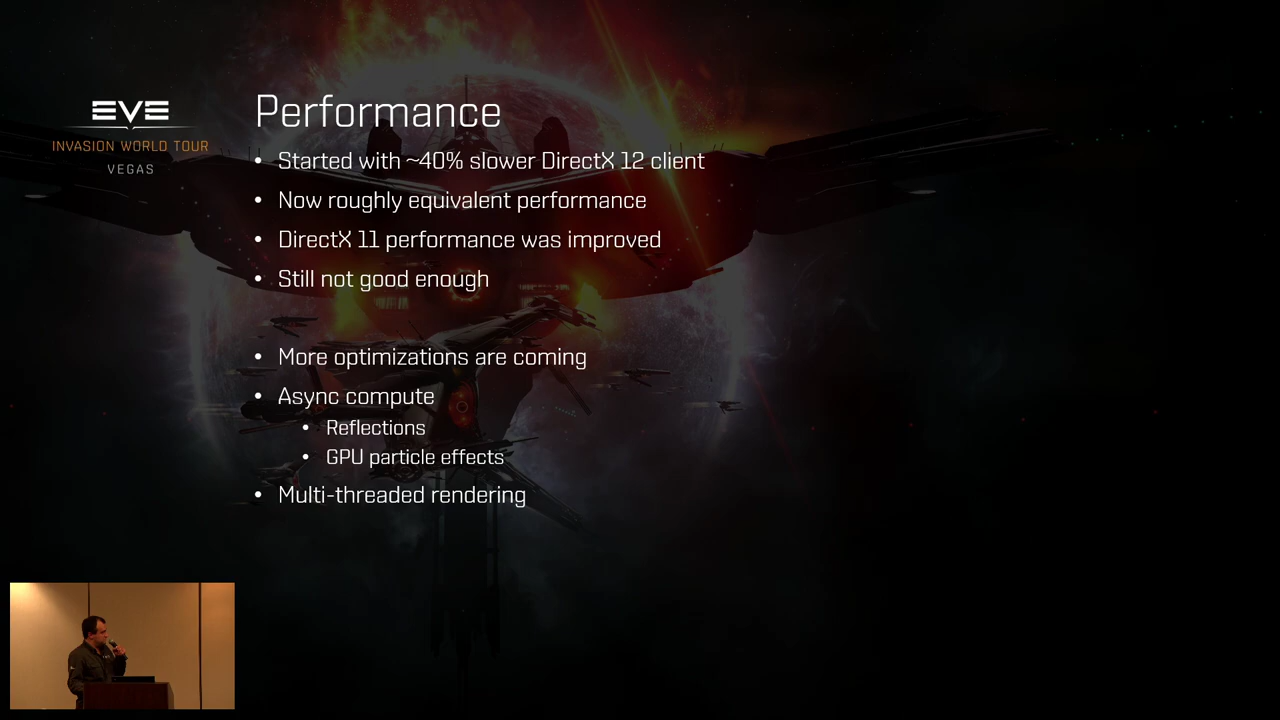 EVE
INVASION WORLD TOUR
VEGAS
Performance
• Started with ~40% slower DirectX 12 client
• Now roughly equivalent performance
• DirectX 11 performance was improved
• Still not good enough
• More optimizations are coming
• Async compute
• Reflections
• GPU particle effects
• Multi-threaded rendering